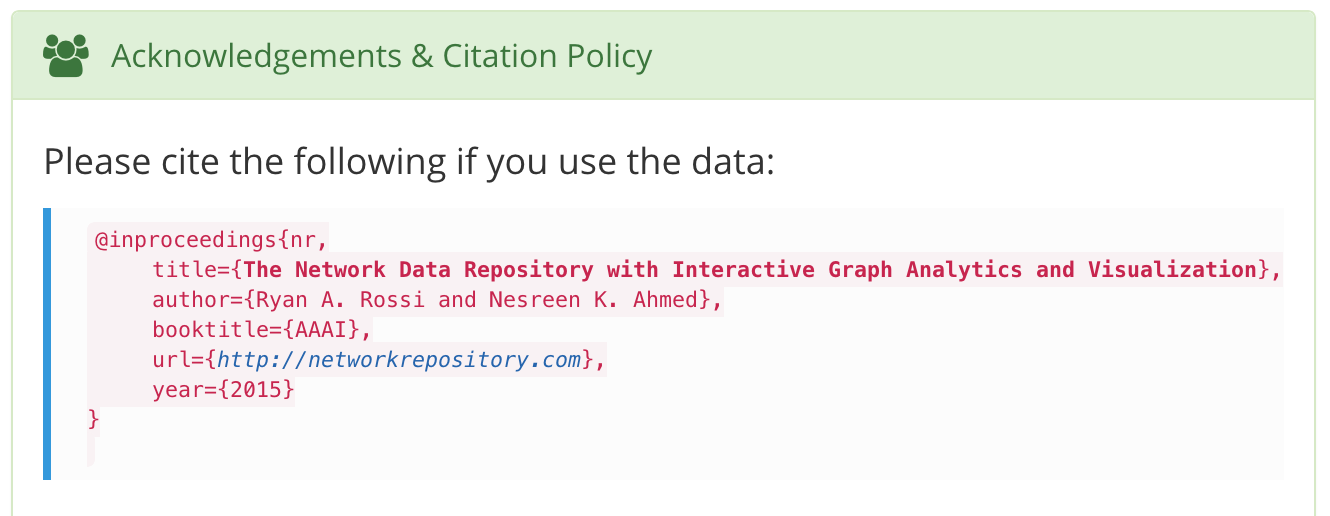 Acknowledgements & Citation Policy
Please cite the following if you use the data:
@inproceedings{nr,
title={The Network Data Repository with Interactive Graph Analytics and Visualization},
author={Ryan A. Rossi and Nesreen K. Ahmed},
booktitle={AAAI},
url={http://networkrepository.com},
year={2015}
}